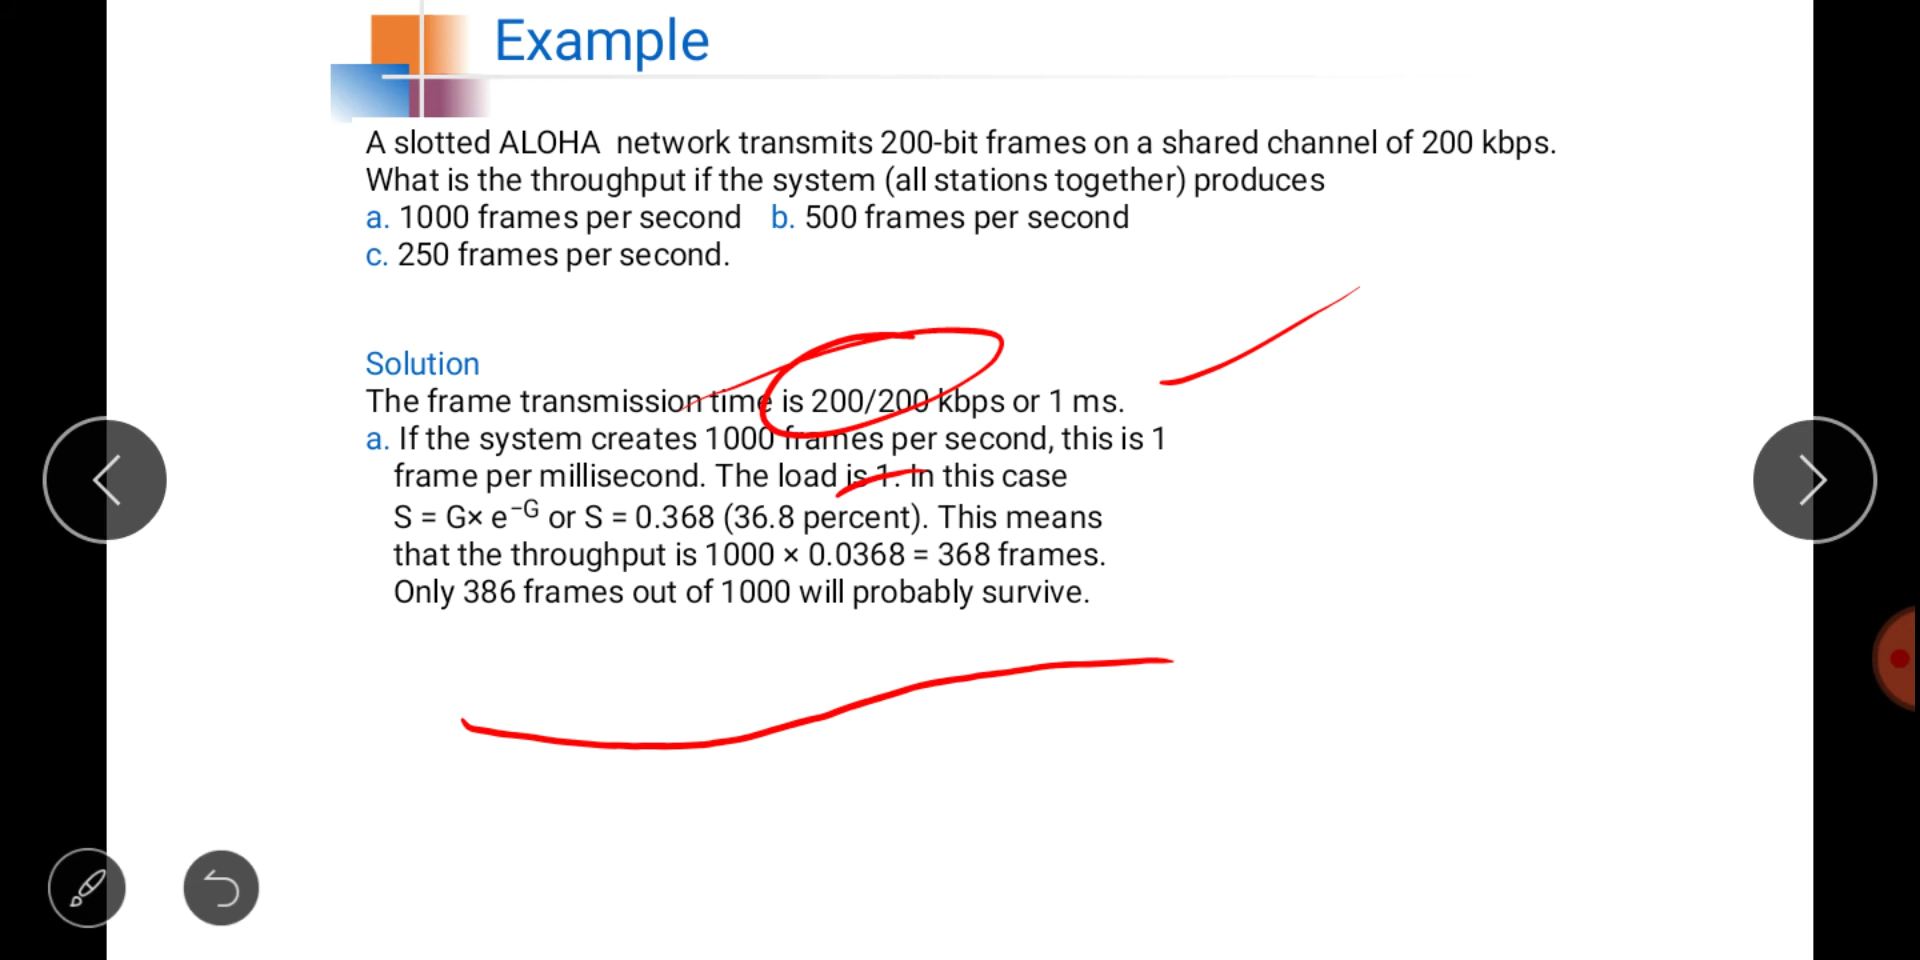 Example
A slotted ALOHA network transmits 200-bit frames on a shared channel of 200 kbps.
What is the throughput if the system (all stations together) produces
a. 1000 frames per second b. 500 frames per second
c. 250 frames per second.
Solution
The frame transmission time is 200/200 kbps or 1 ms.
a. If the system creates 1000 frames per second, this is 1
frame per millisecond. The load is 1. In this case
S = G× e⁻ᴳ or S = 0.368 (36.8 percent). This means
that the throughput is 1000 × 0.0368 = 368 frames.
Only 386 frames out of 1000 will probably survive.